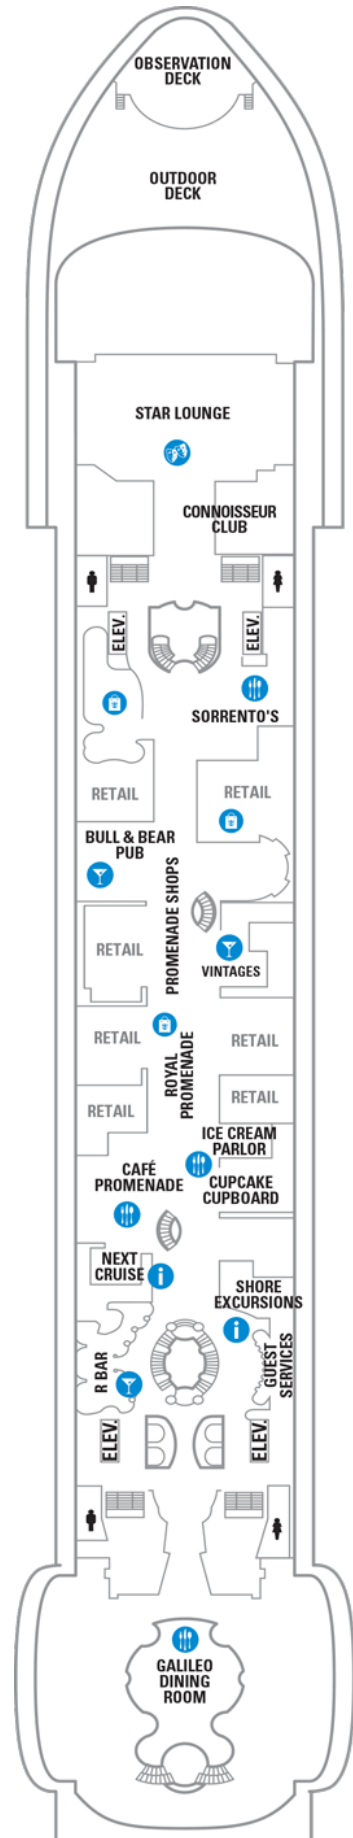 OBSERVATION
DECK
OUTDOOR
DECK
STAR LOUNGE
CONNOISSEUR
CLUB
ELEV.
ELEV.
SORRENTO'S
RETAIL
RETAIL
BULL & BEAR
PUB
PROMENADE SHOPS
RETAIL
VINTAGES
ROYAL
PROMENADE
RETAIL
RETAIL
RETAIL
RETAIL
ICE CREAM
PARLOR
CAFÉ
PROMENADE
CUPCAKE
CUPBOARD
NEXT
CRUISE
SHORE
EXCURSIONS
R BAR
GUEST
SERVICES
ELEV.
ELEV.
GALILEO
DINING
ROOM